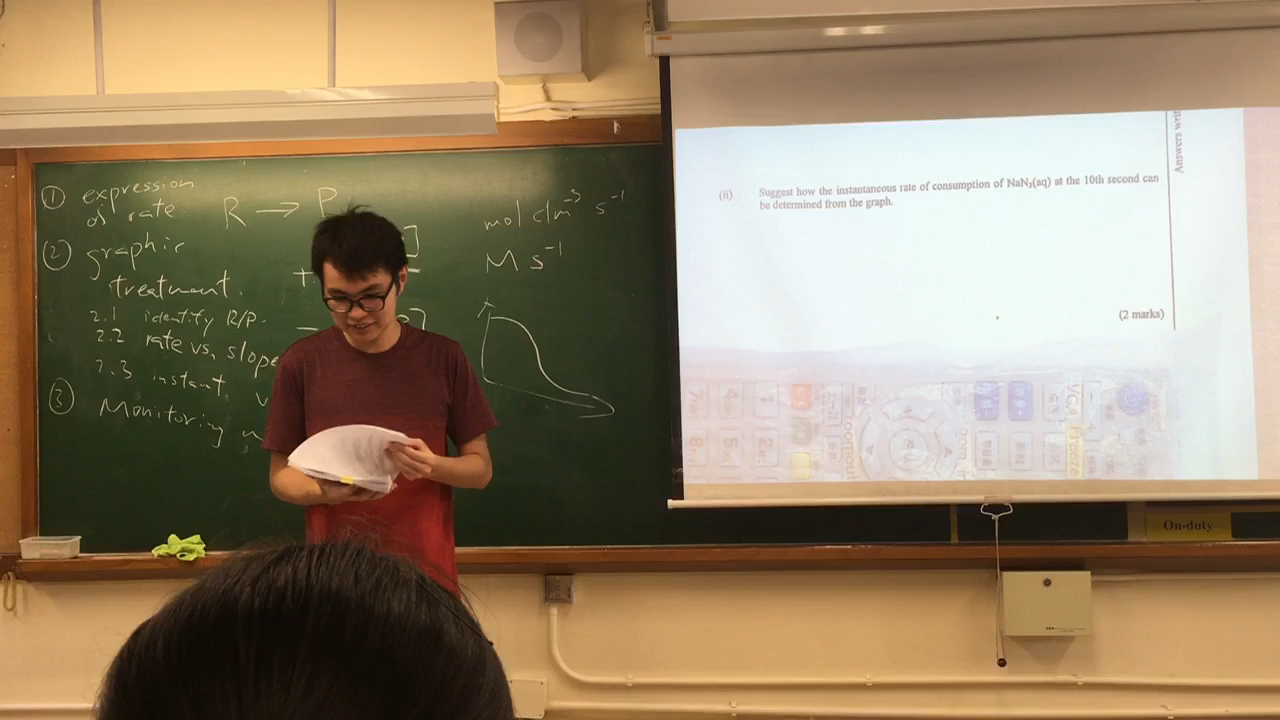 ① expression
of rate
R → P
② graphic
treatment.
2.1 identify R/P.
2.2 rate vs. slope
2.3 instant.
③ Monitoring
mol dm⁻³ s⁻¹
M s⁻¹
(ii) Suggest how the instantaneous rate of consumption of NaN₃(aq) at the 10th second can
be determined from the graph.
(2 marks)
Answers writ
On-duty